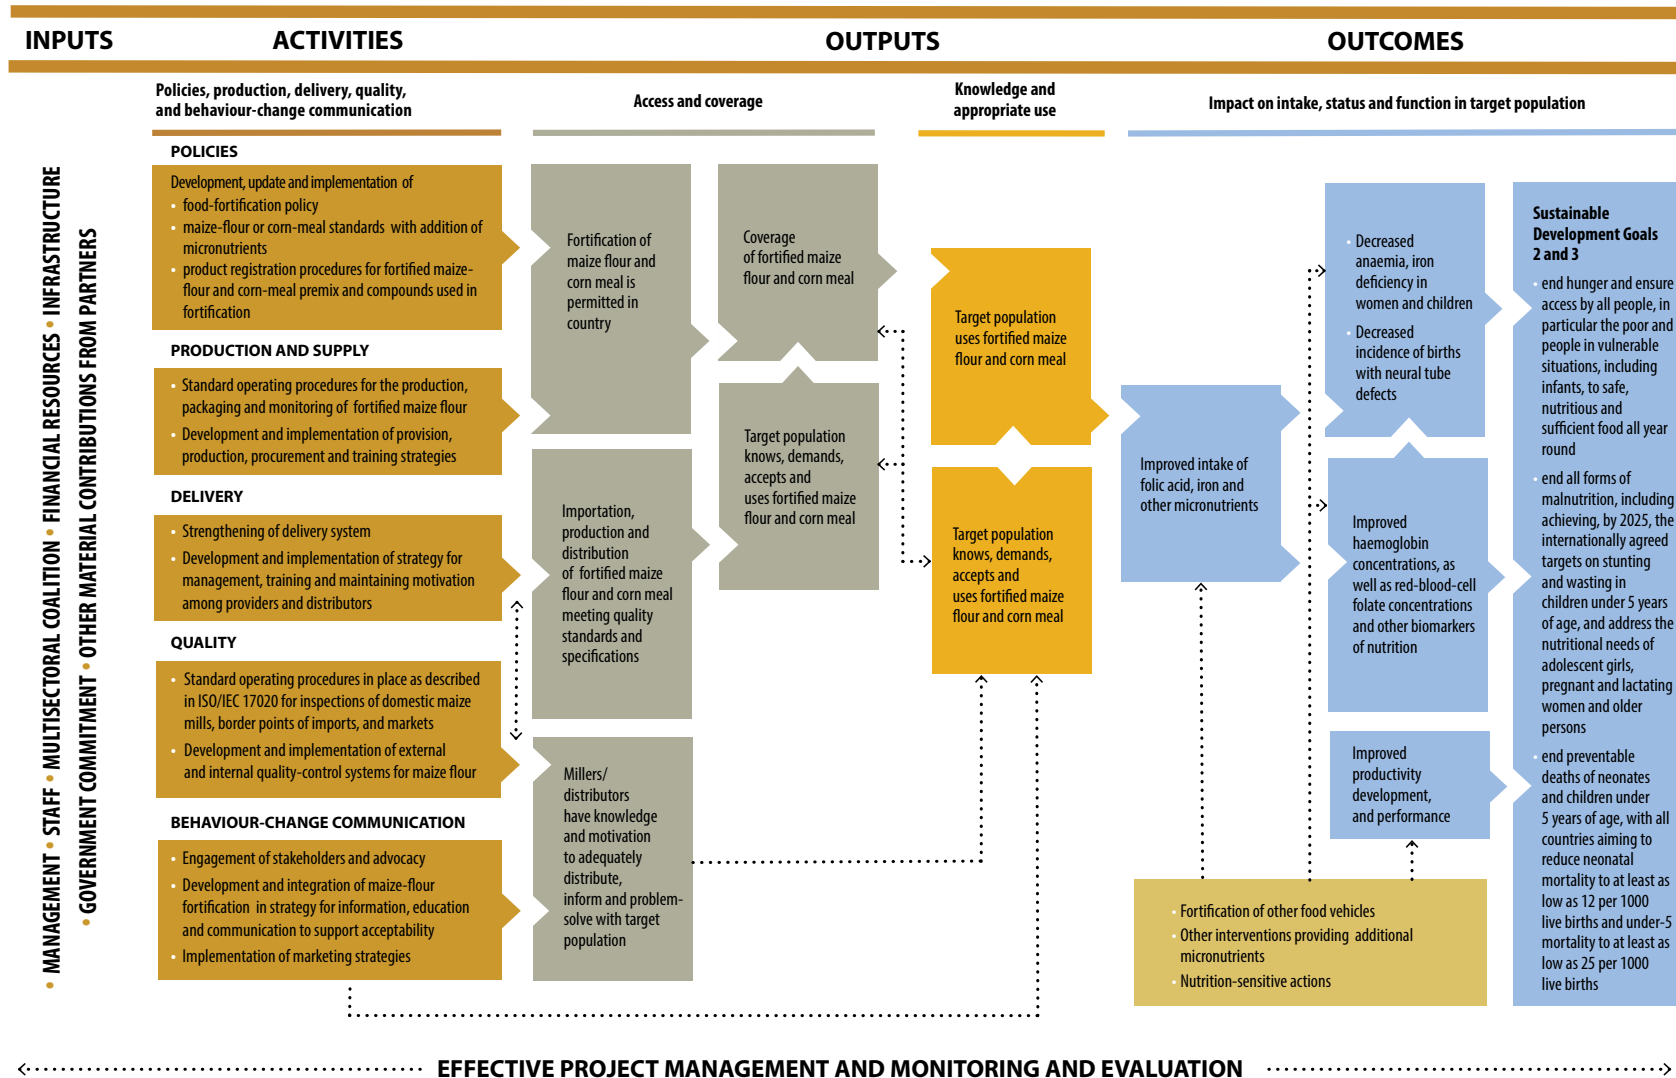 INPUTS
ACTIVITIES
OUTPUTS
OUTCOMES
Policies, production, delivery, quality,
and behaviour-change communication
Access and coverage
Knowledge and
appropriate use
Impact on intake, status and function in target population
• MANAGEMENT • STAFF • MULTISECTORAL COALITION • FINANCIAL RESOURCES • INFRASTRUCTURE
• GOVERNMENT COMMITMENT • OTHER MATERIAL CONTRIBUTIONS FROM PARTNERS
POLICIES
Development, update and implementation of
• food-fortification policy
• maize-flour or corn-meal standards with addition of
micronutrients
• product registration procedures for fortified maize-
flour and corn-meal premix and compounds used in
fortification
PRODUCTION AND SUPPLY
• Standard operating procedures for the production,
packaging and monitoring of fortified maize flour
• Development and implementation of provision,
production, procurement and training strategies
DELIVERY
• Strengthening of delivery system
• Development and implementation of strategy for
management, training and maintaining motivation
among providers and distributors
QUALITY
• Standard operating procedures in place as described
in ISO/IEC 17020 for inspections of domestic maize
mills, border points of imports, and markets
• Development and implementation of external
and internal quality-control systems for maize flour
BEHAVIOUR-CHANGE COMMUNICATION
• Engagement of stakeholders and advocacy
• Development and integration of maize-flour
fortification in strategy for information, education
and communication to support acceptability
• Implementation of marketing strategies
Fortification of
maize flour and
corn meal is
permitted in
country
Importation,
production and
distribution
of fortified maize
flour and corn meal
meeting quality
standards and
specifications
Millers/
distributors
have knowledge
and motivation
to adequately
distribute,
inform and problem-
solve with target
population
Coverage
of fortified maize
flour and corn meal
Target population
knows, demands,
accepts and
uses fortified maize
flour and corn meal
Target population
uses fortified maize
flour and corn meal
Target population
knows, demands,
accepts and
uses fortified maize
flour and corn meal
Improved intake of
folic acid, iron and
other micronutrients
• Decreased
anaemia, iron
deficiency in
women and children
• Decreased
incidence of births
with neural tube
defects
Improved
haemoglobin
concentrations, as
well as red-blood-cell
folate concentrations
and other biomarkers
of nutrition
Improved
productivity
development,
and performance
• Fortification of other food vehicles
• Other interventions providing additional
micronutrients
• Nutrition-sensitive actions
Sustainable
Development Goals
2 and 3
• end hunger and ensure
access by all people, in
particular the poor and
people in vulnerable
situations, including
infants, to safe,
nutritious and
sufficient food all year
round
• end all forms of
malnutrition, including
achieving, by 2025, the
internationally agreed
targets on stunting
and wasting in
children under 5 years
of age, and address the
nutritional needs of
adolescent girls,
pregnant and lactating
women and older
persons
• end preventable
deaths of neonates
and children under
5 years of age, with all
countries aiming to
reduce neonatal
mortality to at least as
low as 12 per 1000
live births and under-5
mortality to at least as
low as 25 per 1000
live births
EFFECTIVE PROJECT MANAGEMENT AND MONITORING AND EVALUATION